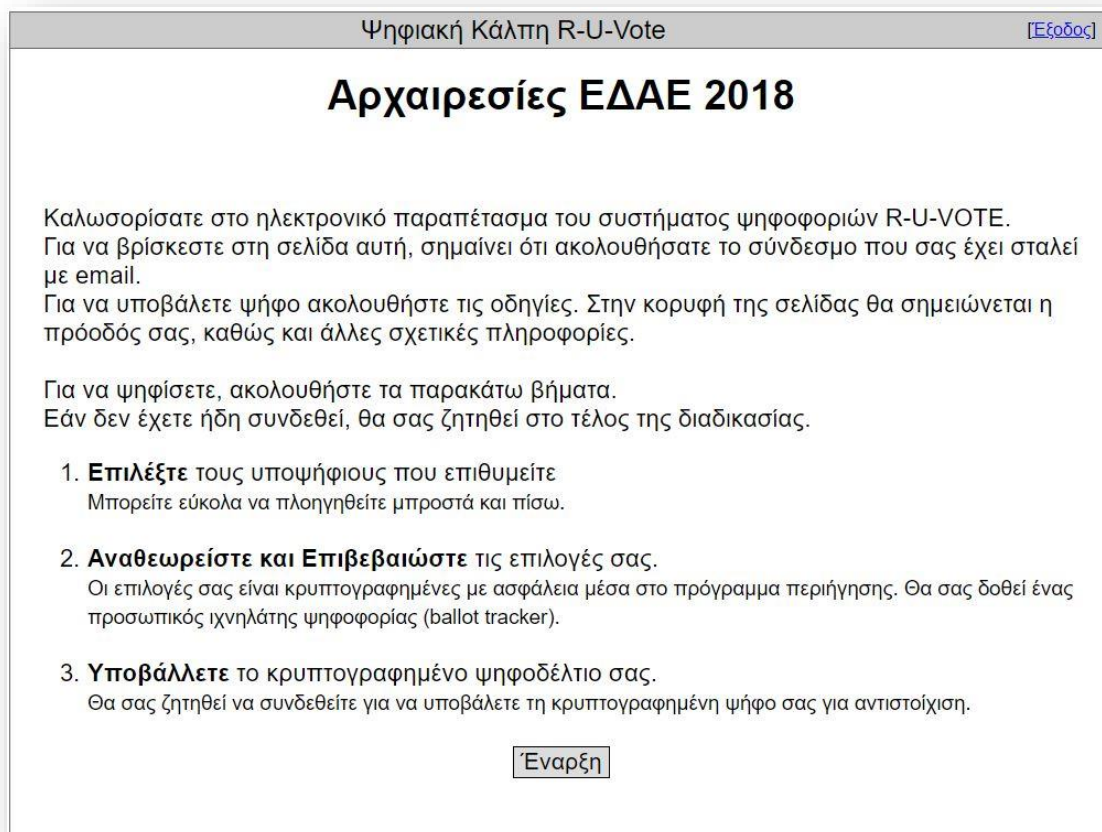 Ψηφιακή Κάλπη R-U-Vote
[Έξοδος]
Αρχαιρεσίες ΕΔΑΕ 2018
Καλωσορίσατε στο ηλεκτρονικό παραπέτασμα του συστήματος ψηφοφοριών R-U-VOTE.
Για να βρίσκεστε στη σελίδα αυτή, σημαίνει ότι ακολουθήσατε το σύνδεσμο που σας έχει σταλεί
με email.
Για να υποβάλετε ψήφο ακολουθήστε τις οδηγίες. Στην κορυφή της σελίδας θα σημειώνεται η
πρόοδός σας, καθώς και άλλες σχετικές πληροφορίες.
Για να ψηφίσετε, ακολουθήστε τα παρακάτω βήματα.
Εάν δεν έχετε ήδη συνδεθεί, θα σας ζητηθεί στο τέλος της διαδικασίας.
1. Επιλέξτε τους υποψήφιους που επιθυμείτε
Μπορείτε εύκολα να πλοηγηθείτε μπροστά και πίσω.
2. Αναθεωρείστε και Επιβεβαιώστε τις επιλογές σας.
Οι επιλογές σας είναι κρυπτογραφημένες με ασφάλεια μέσα στο πρόγραμμα περιήγησης. Θα σας δοθεί ένας
προσωπικός ιχνηλάτης ψηφοφορίας (ballot tracker).
3. Υποβάλλετε το κρυπτογραφημένο ψηφοδέλτιο σας.
Θα σας ζητηθεί να συνδεθείτε για να υποβάλετε τη κρυπτογραφημένη ψήφο σας για αντιστοίχιση.
Έναρξη